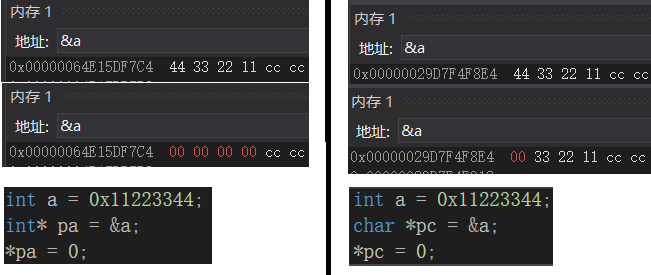 内存 1
地址: &a
0x00000064E15DF7C4 44 33 22 11 cc cc
内存 1
地址: &a
0x00000064E15DF7C4 00 00 00 00 cc cc
int a = 0x11223344;
int* pa = &a;
*pa = 0;
内存 1
地址: &a
0x00000029D7F4F8E4 44 33 22 11 cc cc
内存 1
地址: &a
0x00000029D7F4F8E4 00 33 22 11 cc cc
int a = 0x11223344;
char *pc = &a;
*pc = 0;